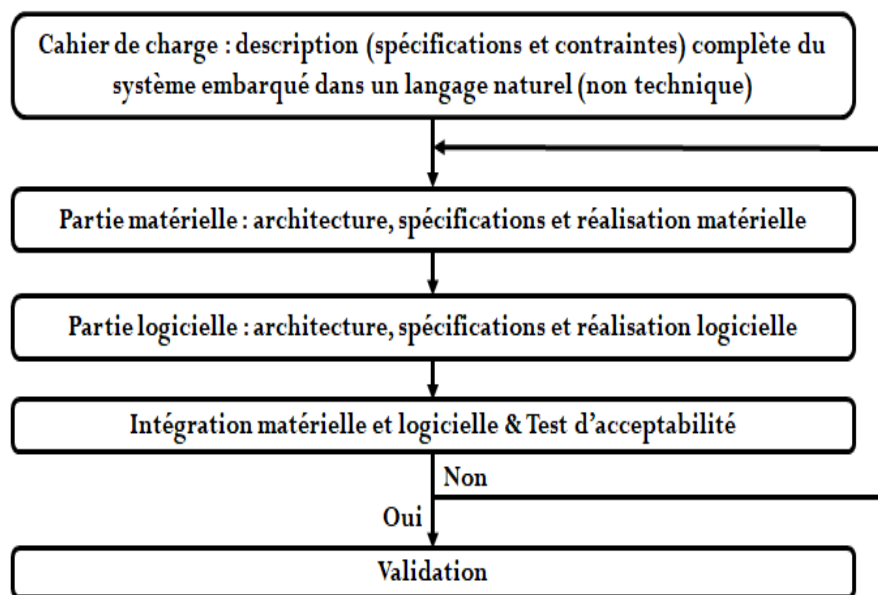 Cahier de charge : description (spécifications et contraintes) complète du
système embarqué dans un langage naturel (non technique)
Partie matérielle : architecture, spécifications et réalisation matérielle
Partie logicielle : architecture, spécifications et réalisation logicielle
Intégration matérielle et logicielle & Test d'acceptabilité
Non
Oui
Validation